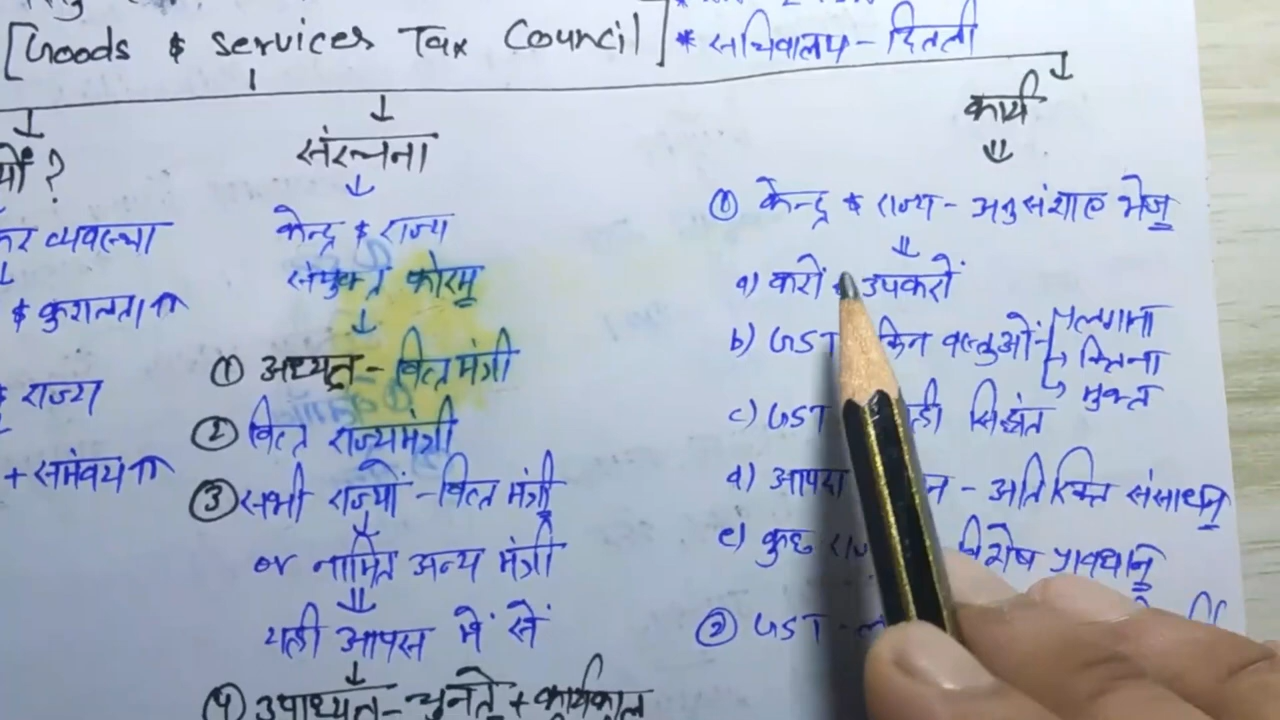 [Goods & Services Tax Council]
* सचिवालय - दिल्ली
यों ?
कर व्यवस्था
& कुशलता ↑
& राज्य
+ समंवय ↑
संरचना
केन्द्र & राज्य
संयुक्त फोरम
① अध्यक्ष - वित्त मंत्री
② वित्त राज्यमंत्री
③ सभी राज्यों - वित्त मंत्री
or नामित अन्य मंत्री
यही आपस में से
④ उपाध्यक्ष - चुनते + कार्यकाल
कार्य
① केन्द्र & राज्य - अनुसंशाए भेजू
a) करों & उपकरों
b) GST किन वस्तुओं - लगाना
कितना
मुक्त
c) GST सिद्धंत
d) आपदा - अतिरिक्त संसाधन
e) कुछ विशेष प्रावधान
② GST -